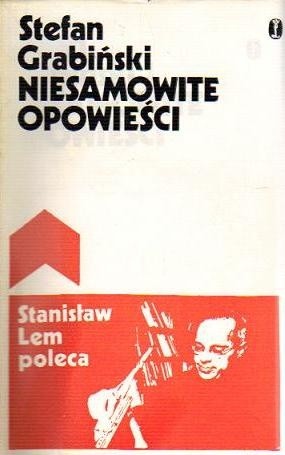 Stefan
Grabiński
NIESAMOWITE
OPOWIEŚCI
Stanisław
Lem
poleca